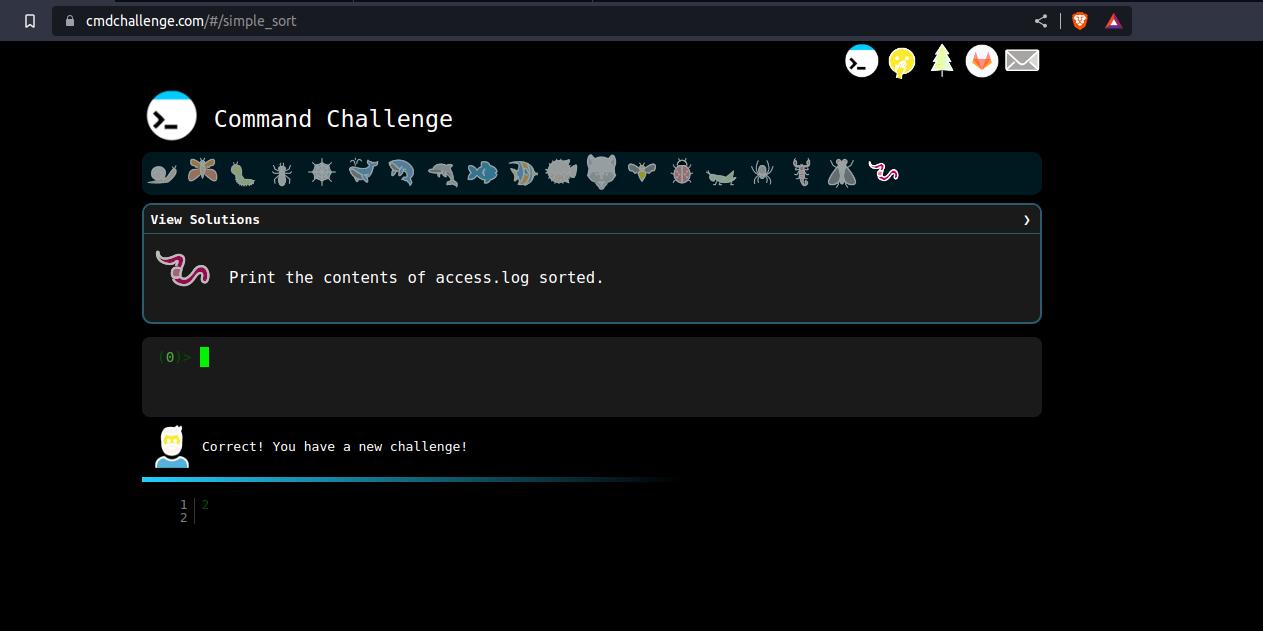 cmdchallenge.com/#/simple_sort
Command Challenge
View Solutions ❯
Print the contents of access.log sorted.
(0)>
Correct! You have a new challenge!
1 2
2